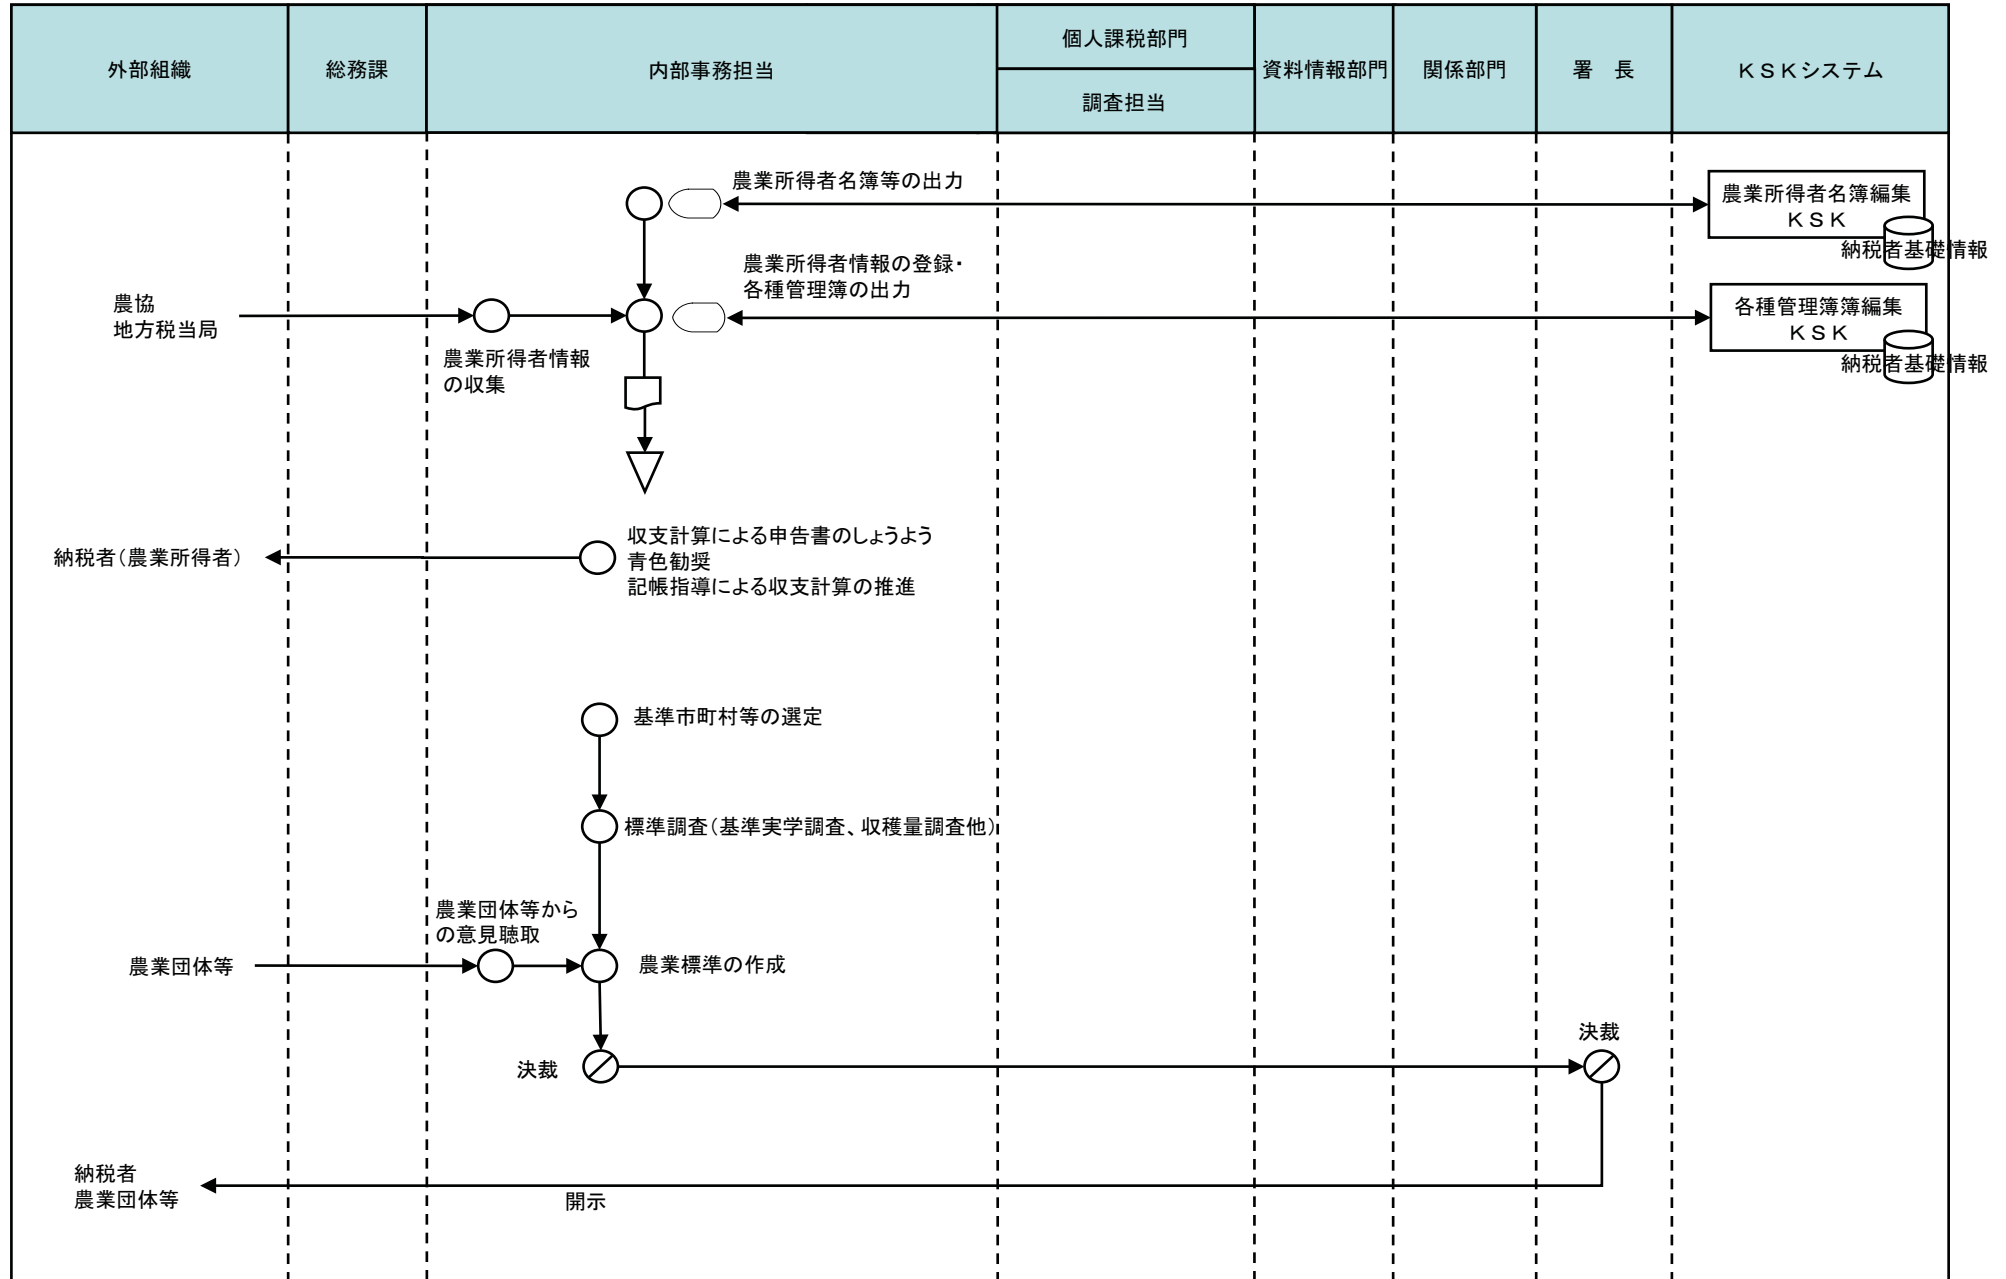 外部組織
総務課
内部事務担当
個人課税部門
調査担当
資料情報部門
関係部門
署　長
ＫＳＫシステム
農業所得者名簿等の出力
農業所得者名簿編集
ＫＳＫ
納税者基礎情報
農業所得者情報の登録・
各種管理簿の出力
農協
地方税当局
農業所得者情報
の収集
各種管理簿簿編集
ＫＳＫ
納税者基礎情報
納税者（農業所得者）
収支計算による申告書のしょうよう
青色勧奨
記帳指導による収支計算の推進
基準市町村等の選定
標準調査（基準実学調査、収穫量調査他）
農業団体等から
の意見聴取
農業団体等
農業標準の作成
決裁
決裁
納税者
農業団体等
開示